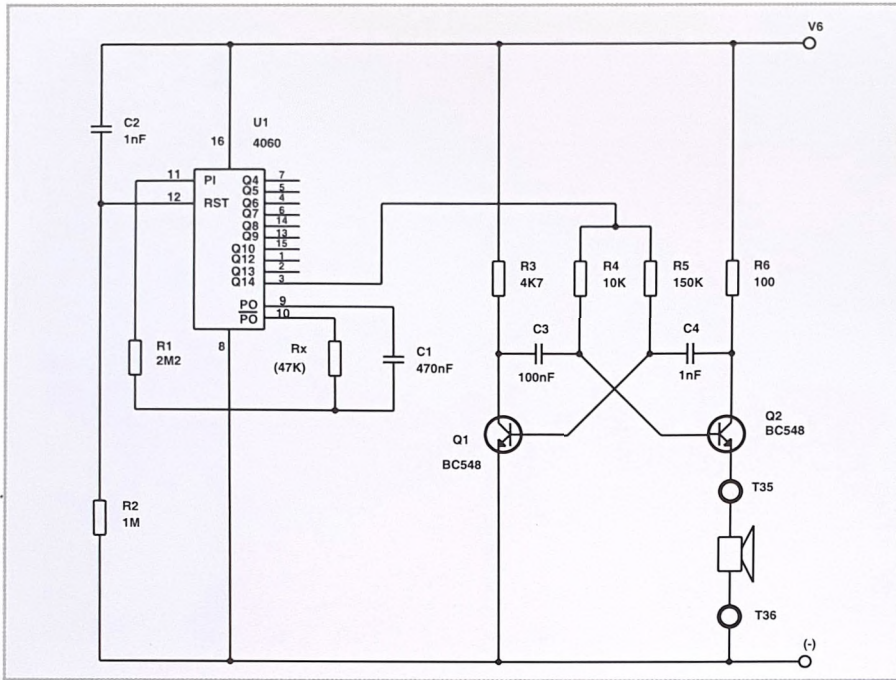 V6
C2
1nF
U1
4060
16
11
PI
12
RST
Q4
7
Q5
5
Q6
4
Q7
6
Q8
14
Q9
13
Q10
15
Q12
1
Q13
2
Q14
3
PO
9
PO
10
8
R1
2M2
Rx
(47K)
C1
470nF
R2
1M
R3
4K7
R4
10K
R5
150K
R6
100
C3
100nF
C4
1nF
Q1
BC548
Q2
BC548
T35
T36
(-)